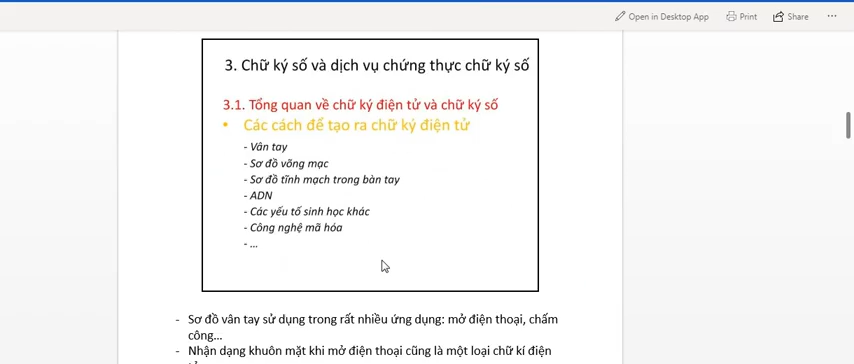 Open in Desktop App Print Share ...
3. Chữ ký số và dịch vụ chứng thực chữ ký số
3.1. Tổng quan về chữ ký điện tử và chữ ký số
• Các cách để tạo ra chữ ký điện tử
- Vân tay
- Sơ đồ võng mạc
- Sơ đồ tĩnh mạch trong bàn tay
- ADN
- Các yếu tố sinh học khác
- Công nghệ mã hóa
- ...
- Sơ đồ vân tay sử dụng trong rất nhiều ứng dụng: mở điện thoại, chấm
công...
- Nhận dạng khuôn mặt khi mở điện thoại cũng là một loại chữ kí điện